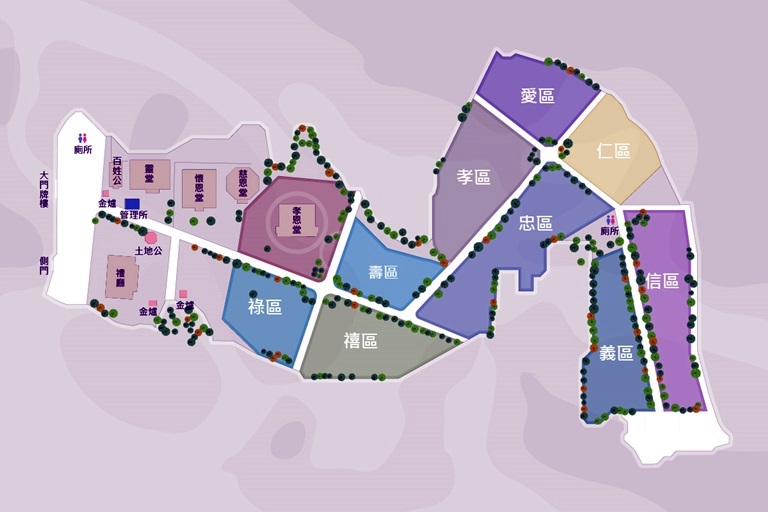 愛區
仁區
孝區
忠區
廁所
信區
義區
壽區
祿區
禧區
孝恩堂
慈恩堂
懷恩堂
靈堂
百姓公
廁所
金爐
管理所
土地公
大門牌樓
側門
禮廳
金爐
金爐